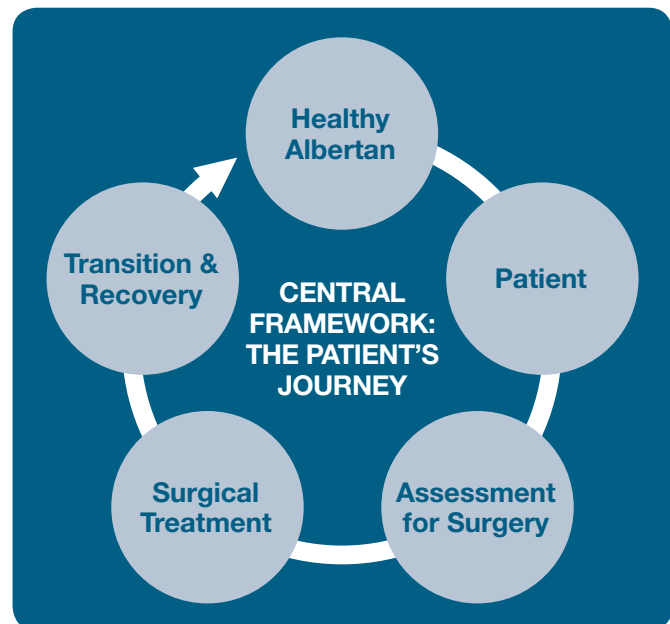 Healthy
Albertan
Patient
Assessment
for Surgery
Surgical
Treatment
Transition &
Recovery
CENTRAL
FRAMEWORK:
THE PATIENT'S
JOURNEY